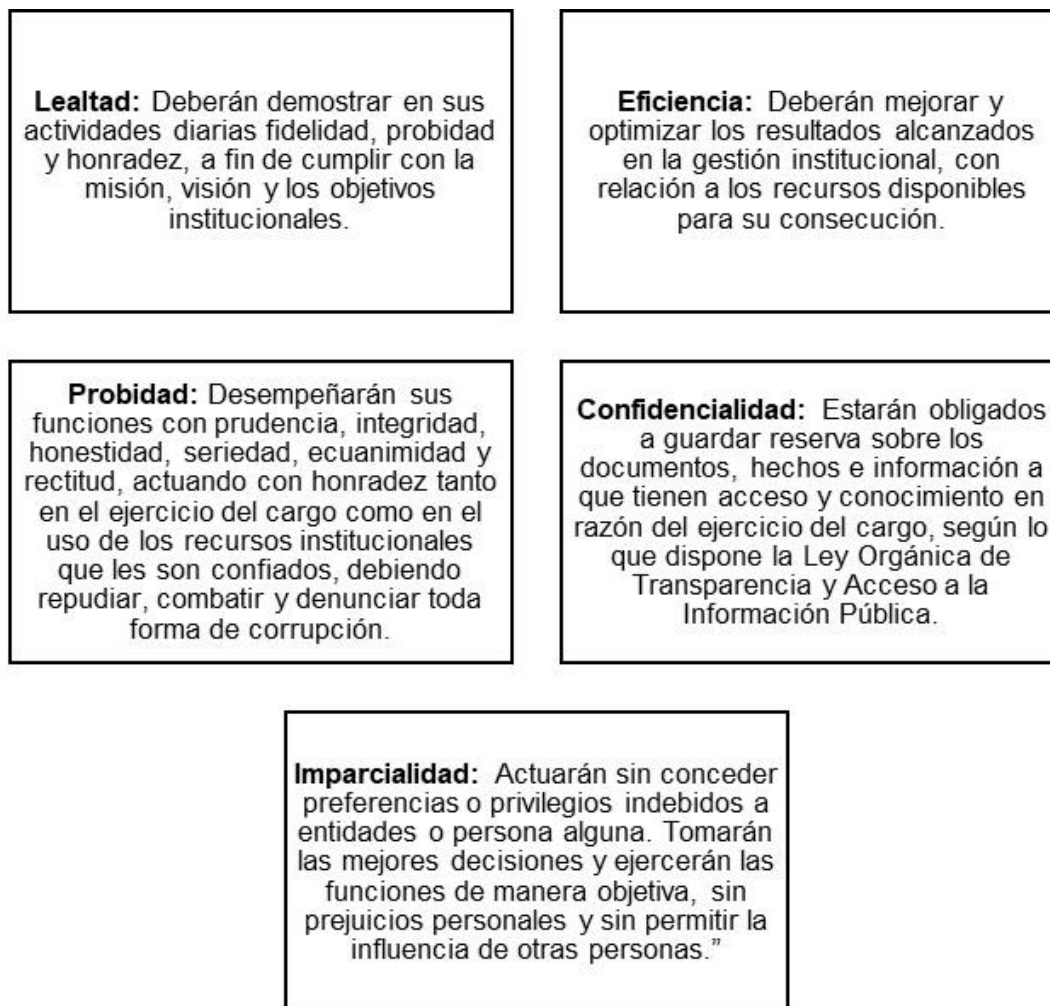 Lealtad: Deberán demostrar en sus
actividades diarias fidelidad, probidad
y honradez, a fin de cumplir con la
misión, visión y los objetivos
institucionales.
Eficiencia: Deberán mejorar y
optimizar los resultados alcanzados
en la gestión institucional, con
relación a los recursos disponibles
para su consecución.
Probidad: Desempeñarán sus
funciones con prudencia, integridad,
honestidad, seriedad, ecuanimidad y
rectitud, actuando con honradez tanto
en el ejercicio del cargo como en el
uso de los recursos institucionales
que les son confiados, debiendo
repudiar, combatir y denunciar toda
forma de corrupción.
Confidencialidad: Estarán obligados
a guardar reserva sobre los
documentos, hechos e información a
que tienen acceso y conocimiento en
razón del ejercicio del cargo, según lo
que dispone la Ley Orgánica de
Transparencia y Acceso a la
Información Pública.
Imparcialidad: Actuarán sin conceder
preferencias o privilegios indebidos a
entidades o persona alguna. Tomarán
las mejores decisiones y ejercerán las
funciones de manera objetiva, sin
prejuicios personales y sin permitir la
influencia de otras personas.”